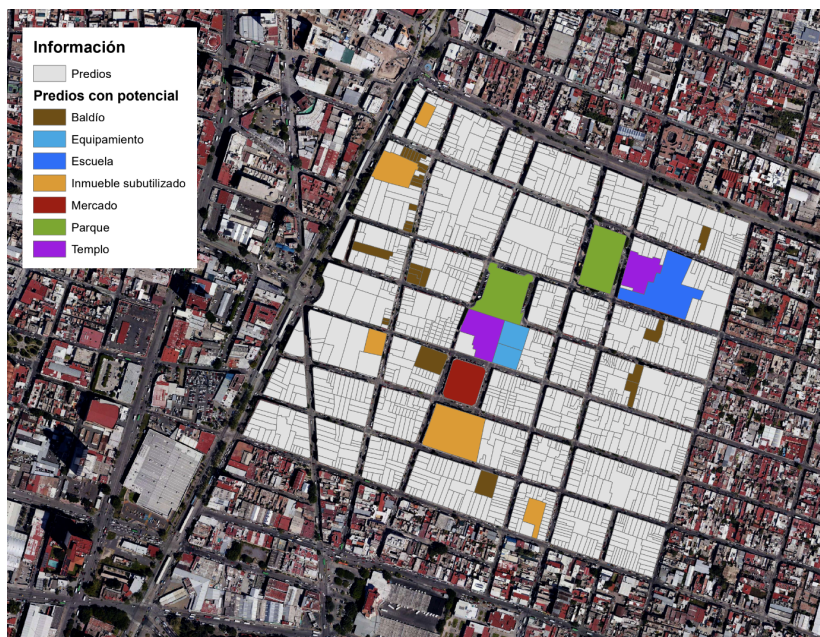 Información
Predios
Predios con potencial
Baldío
Equipamiento
Escuela
Inmueble subutilizado
Mercado
Parque
Templo